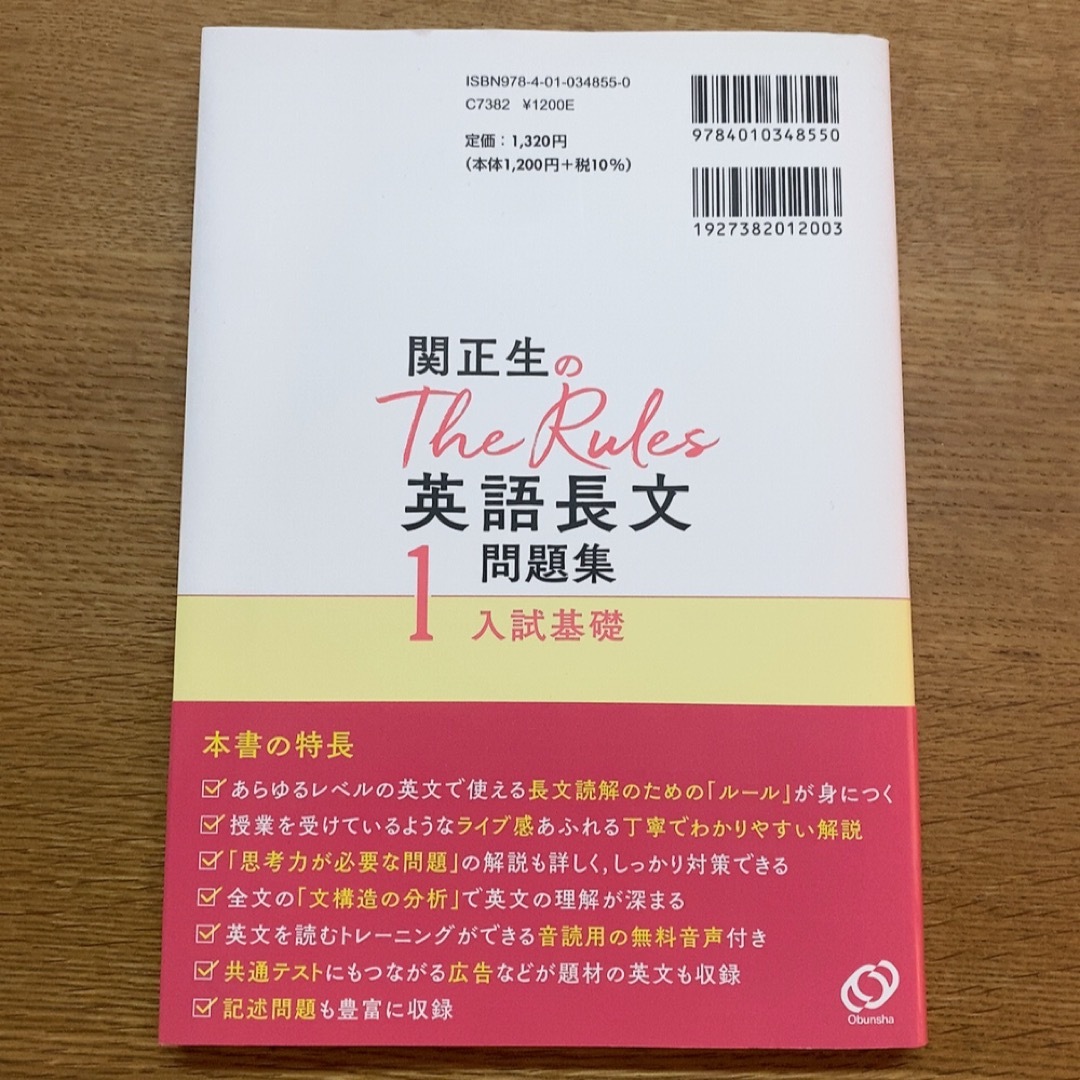 ISBN978-4-01-034855-0
C7382 ¥1200E
定価：1,320円
（本体1,200円＋税10%）
9784010348550
1927382012003
関正生の
The Rules
英語長文
問題集
1 入試基礎
本書の特長
あらゆるレベルの英文で使える長文読解のための「ルール」が身につく
授業を受けているようなライブ感あふれる丁寧でわかりやすい解説
「思考力が必要な問題」の解説も詳しく，しっかり対策できる
全文の「文構造の分析」で英文の理解が深まる
英文を読むトレーニングができる音読用の無料音声付き
共通テストにもつながる広告などが題材の英文も収録
記述問題も豊富に収録
Obunsha